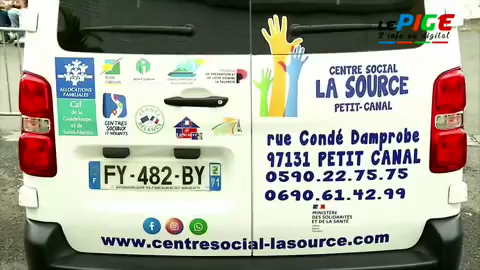 LE PIGE
L'info en digital
CENTRE SOCIAL
LA SOURCE
PETIT-CANAL
rue Condé Damprobe
97131 PETIT CANAL
0590.22.75.75
0690.61.42.99
ALLOCATIONS
FAMILIALES
Caf
de la
Guadeloupe
et de
Saint-Martin
CENTRES
SOCIAUX
FY-482-BY
F
MINISTÈRE
DES SOLIDARITÉS
ET DE LA SANTÉ
www.centresocial-lasource.com